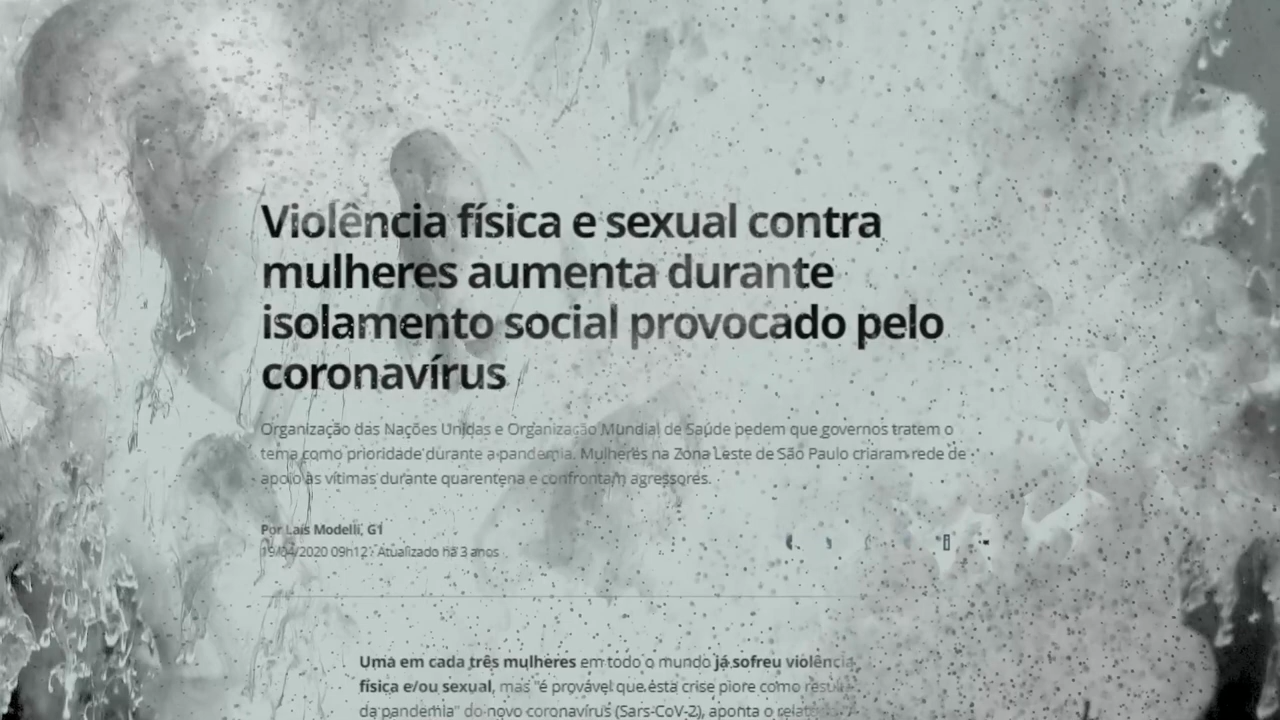 Violência física e sexual contra
mulheres aumenta durante
isolamento social provocado pelo
coronavírus
Organização das Nações Unidas e Organização Mundial de Saúde pedem que governos tratem o
tema como prioridade durante a pandemia. Mulheres na Zona Leste de São Paulo criaram rede de
apoio às vítimas durante quarentena e confrontam agressores.
Por Laís Modelli, G1
19/04/2020 09h12 · Atualizado há 3 anos
Uma em cada três mulheres em todo o mundo já sofreu violência
física e/ou sexual, mas "é provável que esta crise piore como
da pandemia" do novo coronavírus (Sars-CoV-2), aponta o